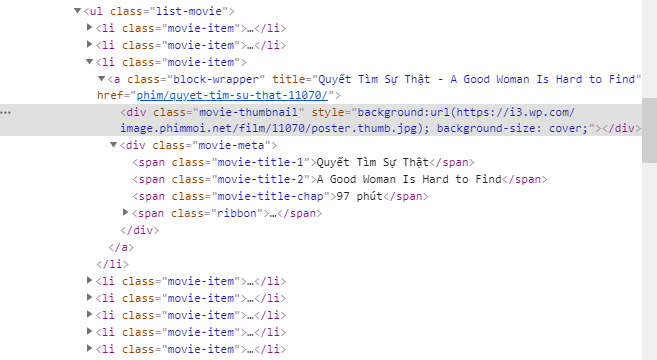 <ul class="list-movie">
<li class="movie-item">…</li>
<li class="movie-item">…</li>
<li class="movie-item">
<a class="block-wrapper" title="Quyết Tìm Sự Thật - A Good Woman Is Hard to Find"
href="phim/quyet-tim-su-that-11070/">
<div class="movie-thumbnail" style="background:url(https://i3.wp.com/
image.phimmoi.net/film/11070/poster.thumb.jpg); background-size: cover;"></div>
<div class="movie-meta">
<span class="movie-title-1">Quyết Tìm Sự Thật</span>
<span class="movie-title-2">A Good Woman Is Hard to Find</span>
<span class="movie-title-chap">97 phút</span>
<span class="ribbon">…</span>
</div>
</a>
</li>
<li class="movie-item">…</li>
<li class="movie-item">…</li>
<li class="movie-item">…</li>
<li class="movie-item">…</li>
<li class="movie-item">…</li>